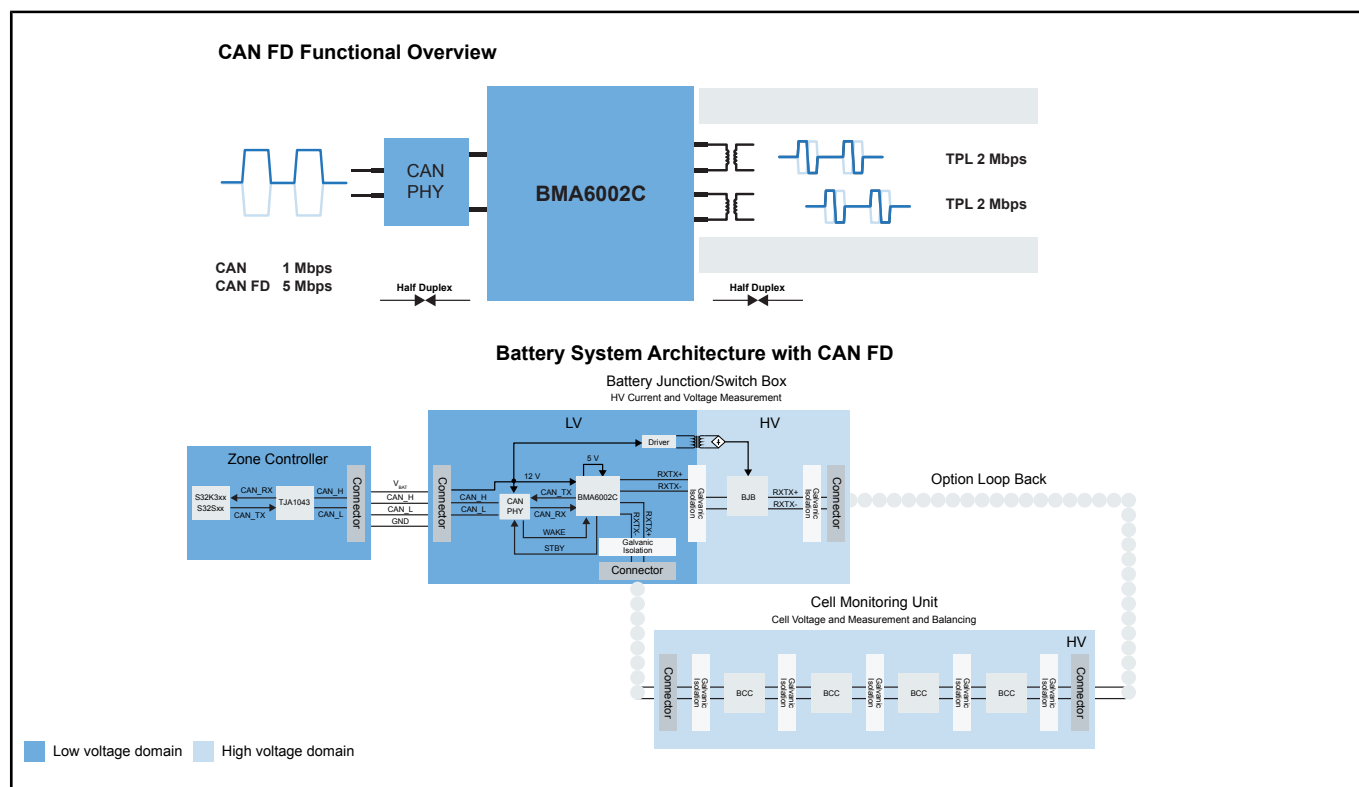 CAN FD Functional Overview
CAN
PHY
BMA6002C
TPL 2 Mbps
TPL 2 Mbps
CAN 1 Mbps
CAN FD 5 Mbps
Half Duplex
Half Duplex
Battery System Architecture with CAN FD
Battery Junction/Switch Box
HV Current and Voltage Measurement
LV
HV
Zone Controller
S32K3xx
S32Sxx
CAN_RX
CAN_TX
TJA1043
CAN_H
CAN_L
Connector
VBAT
CAN_H
CAN_L
GND
Connector
CAN_H
CAN_L
12 V
CAN
PHY
CAN_TX
CAN_RX
WAKE
STBY
5 V
BMA6002C
Driver
RXTX+
RXTX-
RXTX+
RXTX-
Galvanic
Isolation
Connector
Galvanic
Isolation
BJB
RXTX+
RXTX-
Galvanic
Isolation
Connector
Option Loop Back
Cell Monitoring Unit
Cell Voltage and Measurement and Balancing
HV
Connector
Galvanic
Isolation
BCC
Galvanic
Isolation
BCC
Galvanic
Isolation
BCC
Galvanic
Isolation
BCC
Galvanic
Isolation
Connector
Low voltage domain
High voltage domain